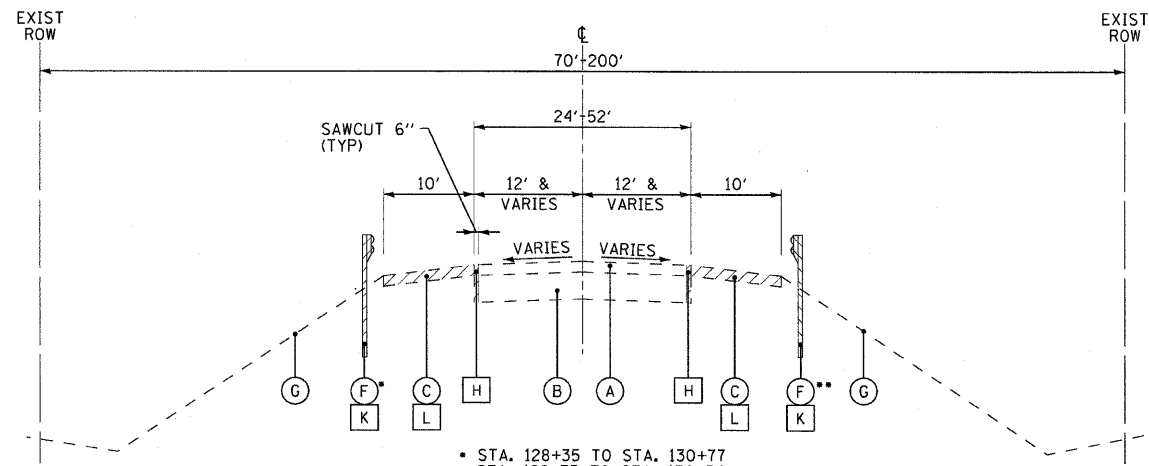 EXIST
ROW
EXIST
ROW
℄
70'-200'
24'-52'
SAWCUT 6"
(TYP)
10'
12' &
VARIES
12' &
VARIES
10'
VARIES
VARIES
G
F*
C
H
B
A
H
C
F**
G
K
L
L
K
* STA. 128+35 TO STA. 130+77